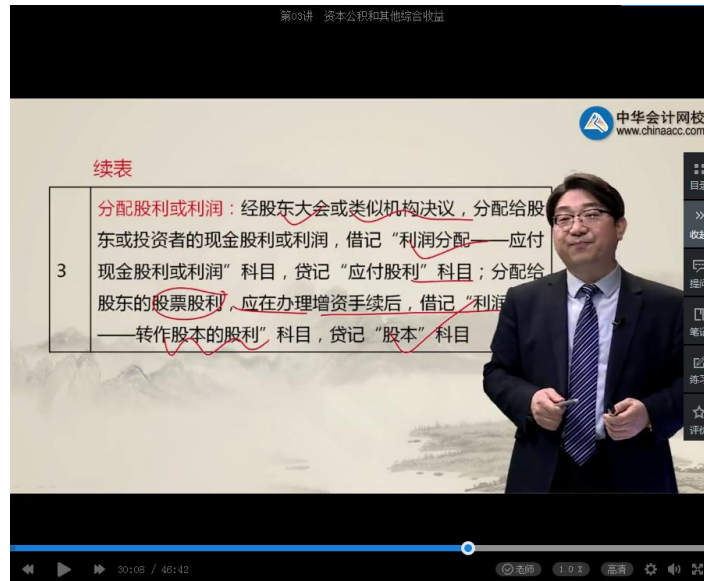 第03讲 资本公积和其他综合收益
中华会计网校
www.chinaacc.com
续表
分配股利或利润：经股东大会或类似机构决议，分配给股
东或投资者的现金股利或利润，借记“利润分配——应付
3
现金股利或利润”科目，贷记“应付股利”科目；分配给
股东的股票股利，应在办理增资手续后，借记“利润
——转作股本的股利”科目，贷记“股本”科目
目录
收起
提问
笔记
练习
评价
30:08 / 46:42
老师
1.0 X
高清